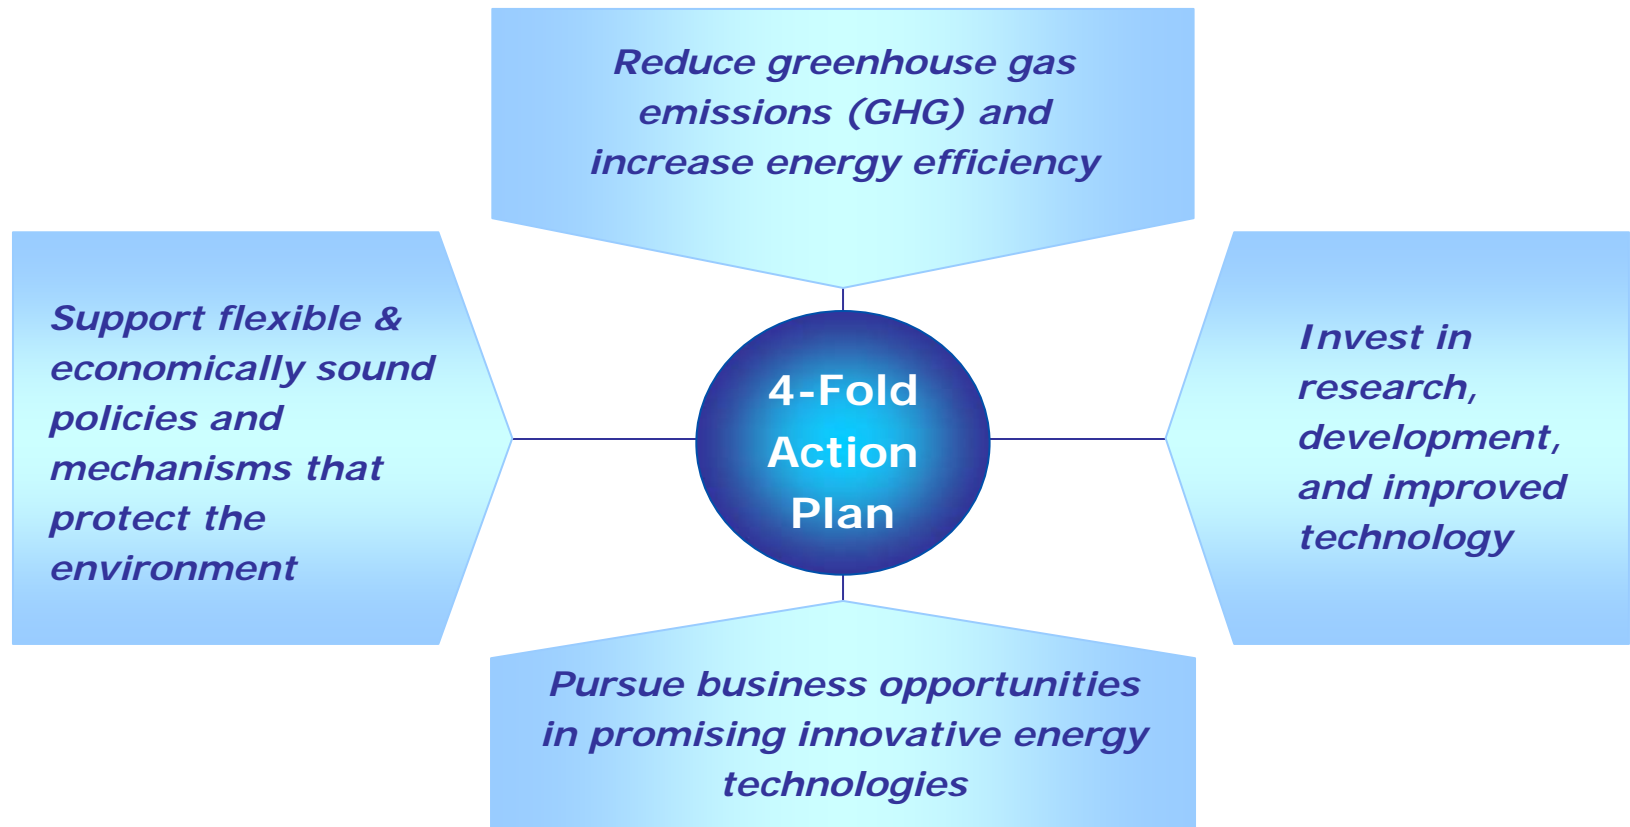 Reduce greenhouse gas
emissions (GHG) and
increase energy efficiency
Support flexible &
economically sound
policies and
mechanisms that
protect the
environment
4-Fold
Action
Plan
Invest in
research,
development,
and improved
technology
Pursue business opportunities
in promising innovative energy
technologies